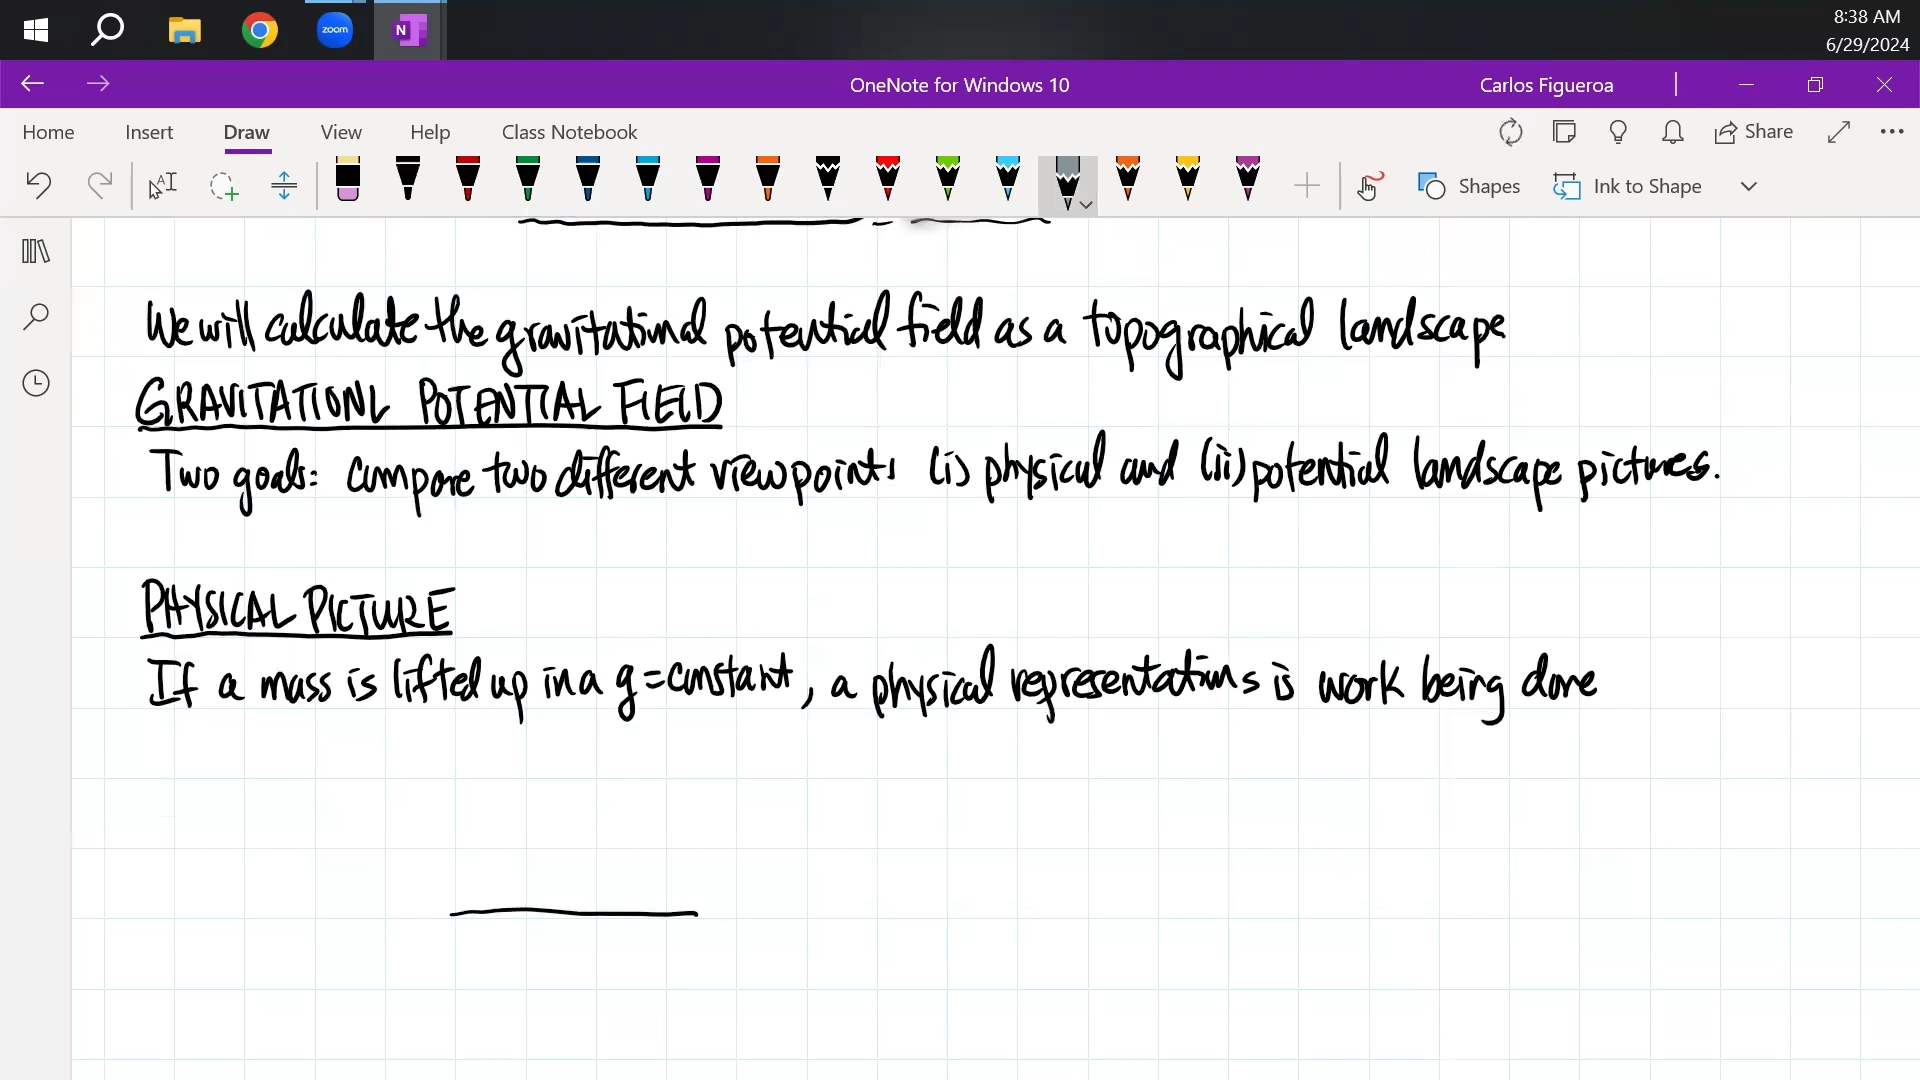 8:38 AM
6/29/2024
zoom
N
OneNote for Windows 10
Carlos Figueroa
Home Insert Draw View Help Class Notebook
Share
Shapes
Ink to Shape
We will calculate the gravitational potential field as a topographical landscape
GRAVITATIONL POTENTIAL FIELD
Two goals: compare two different viewpoints (i) physical and (ii) potential landscape pictures.
PHYSICAL PICTURE
If a mass is lifted up in a g = constant, a physical representations is work being done